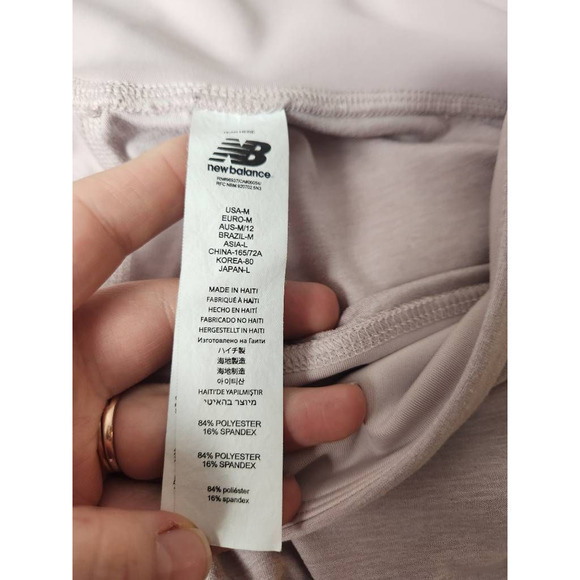 NB
new balance
USA-M
EURO-M
AUS-M/12
BRAZIL-M
ASIA-L
CHINA-165/72A
KOREA-80
JAPAN-L
MADE IN HAITI
FABRIQUÉ À HAITI
HECHO EN HAITÍ
FABRICADO NO HAITI
HERGESTELLT IN HAITI
Изготовлено на Гаити
ハイチ製
海地製造
海地制造
아이티산
HAITI'DE YAPILMIŞTIR
מיוצר בהאיטי
84% POLYESTER
16% SPANDEX
84% POLYESTER
16% SPANDEX
84% poliéster
16% spandex